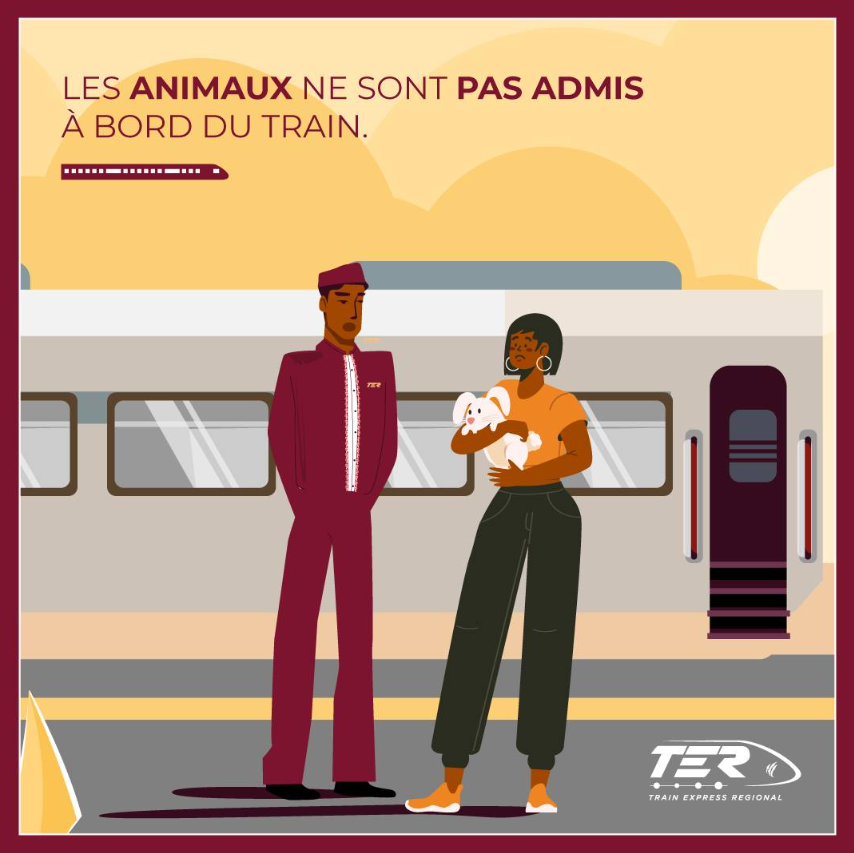 LES ANIMAUX NE SONT PAS ADMIS
À BORD DU TRAIN.
TER
TER
TRAIN EXPRESS REGIONAL